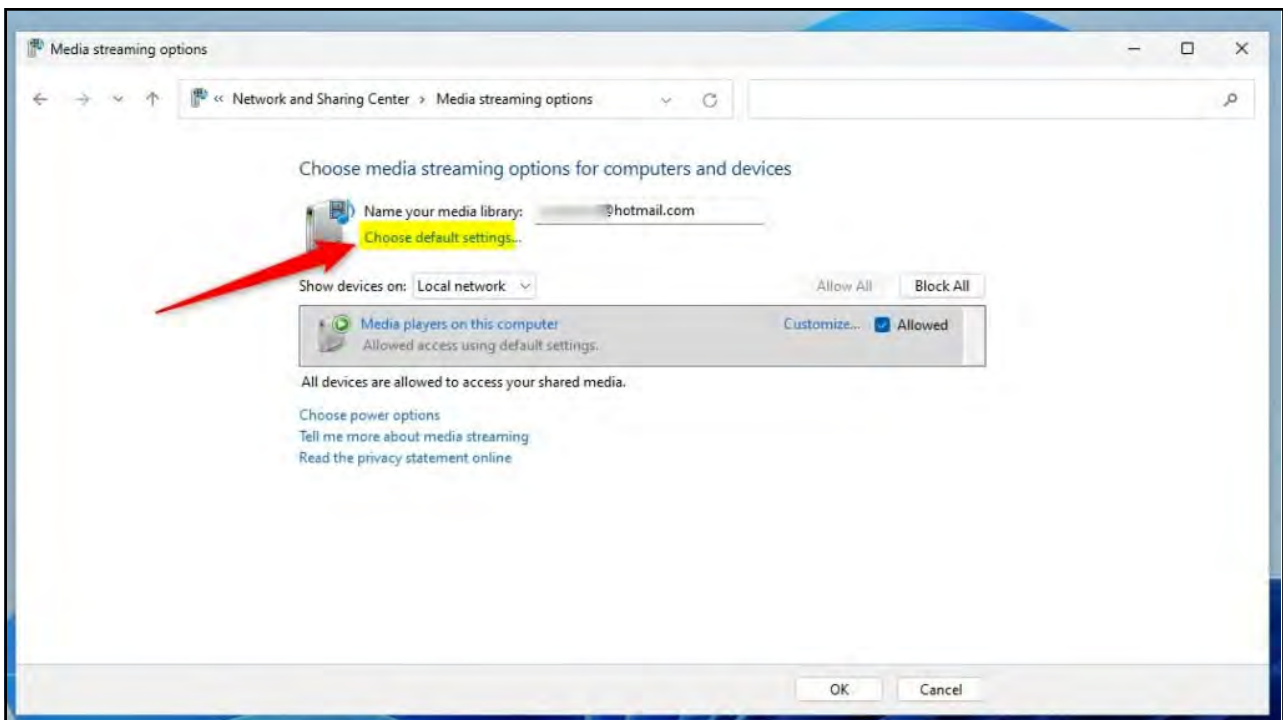 Media streaming options
« Network and Sharing Center › Media streaming options
Choose media streaming options for computers and devices
Name your media library: @hotmail.com
Choose default settings...
Show devices on: Local network Allow All Block All
Media players on this computer Customize... Allowed
Allowed access using default settings.
All devices are allowed to access your shared media.
Choose power options
Tell me more about media streaming
Read the privacy statement online
OK Cancel